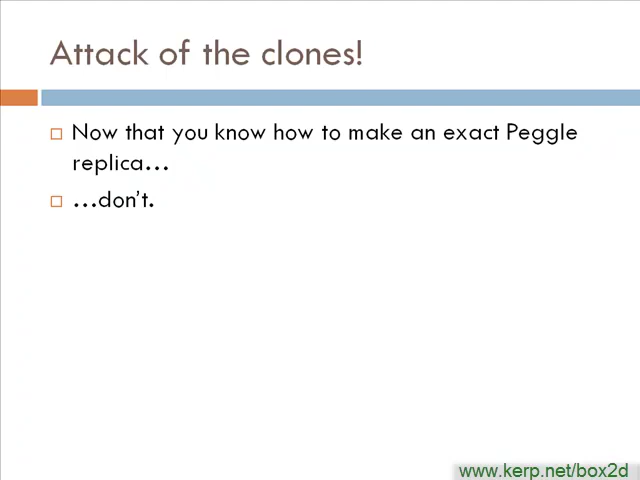 Attack of the clones!
Now that you know how to make an exact Peggle
replica…
…don’t.
www.kerp.net/box2d